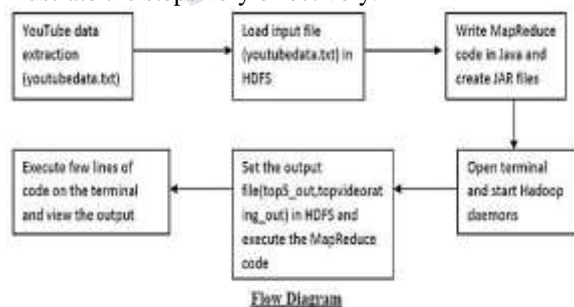 YouTube data
extraction
(youtubedata.txt)
Load input file
(youtubedata.txt) in
HDFS
Write MapReduce
code in Java and
create JAR files
Open terminal
and start Hadoop
daemons
Set the output
file(top5_out,topvideorat
ing_out) in HDFS and
execute the MapReduce
code
Execute few lines of
code on the terminal
and view the output
Flow Diagram